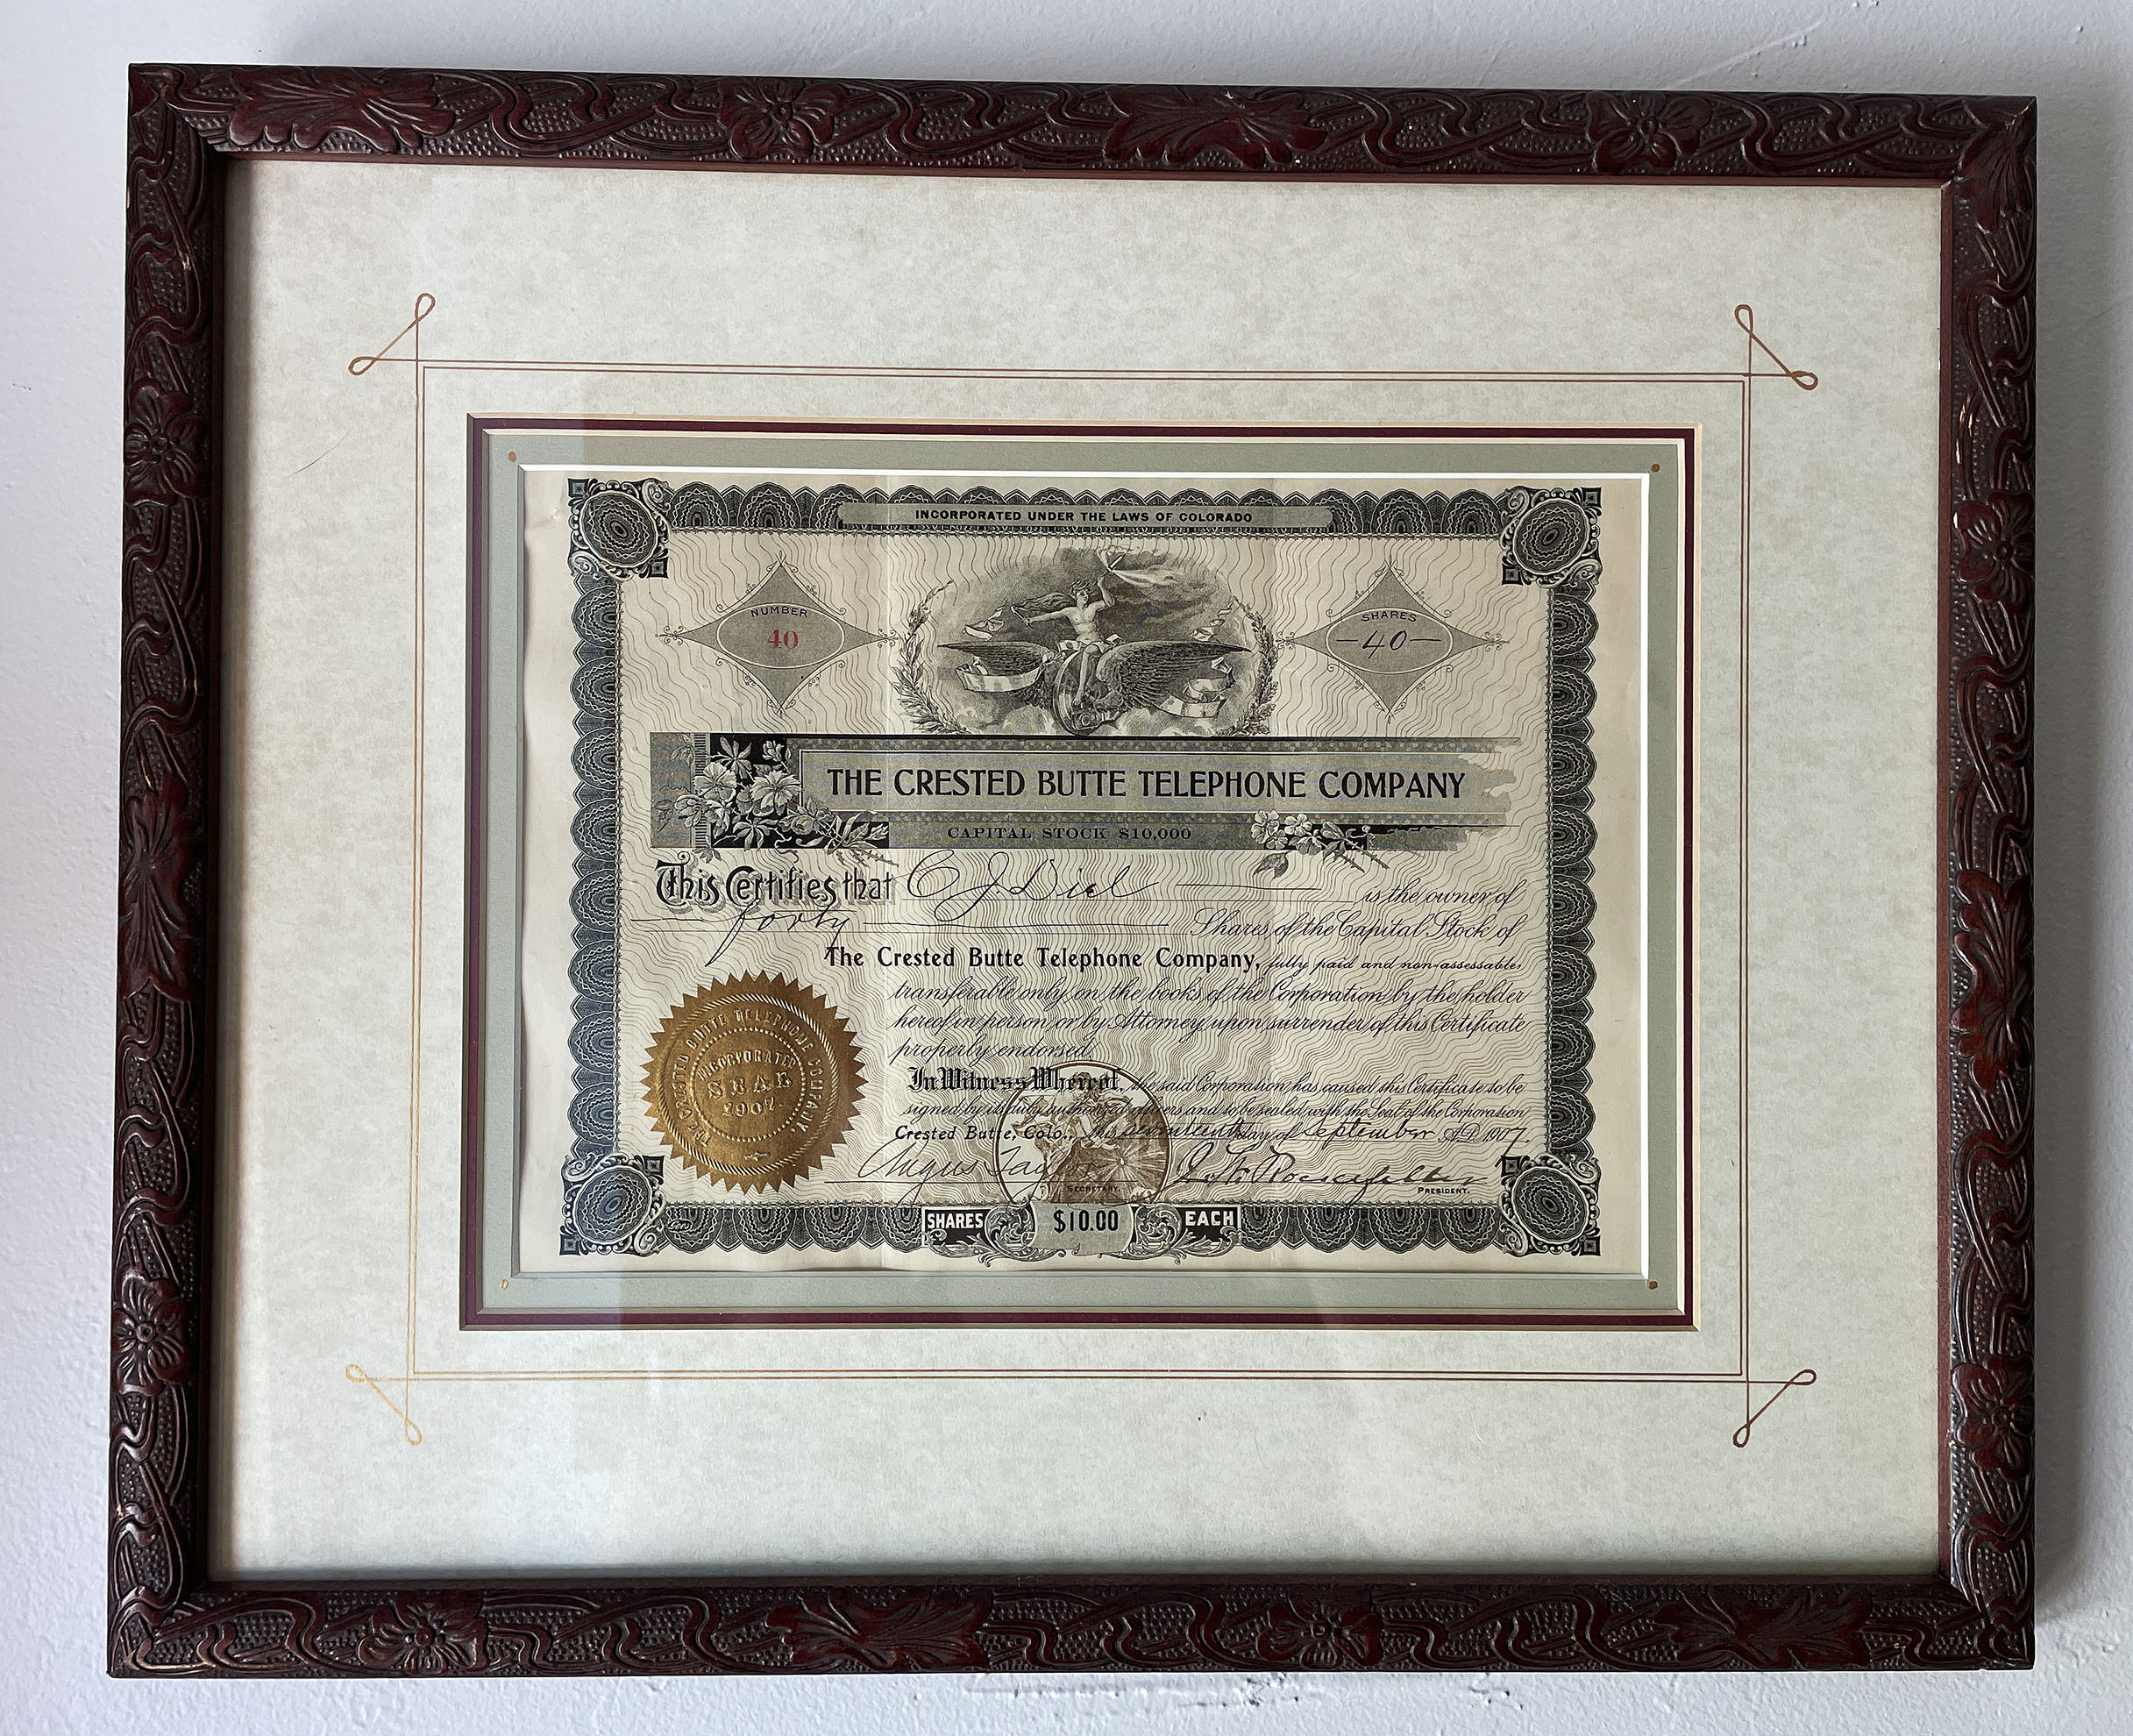 INCORPORATED UNDER THE LAWS OF COLORADO
NUMBER
40
SHARES
—40—
THE CRESTED BUTTE TELEPHONE COMPANY
CAPITAL STOCK $10,000
This Certifies that C J Diel is the owner of
forty Shares of the Capital Stock of
The Crested Butte Telephone Company, fully paid and non-assessable,
transferable only on the books of the Corporation by the holder
hereof in person or by Attorney upon surrender of this Certificate
properly endorsed.
In Witness Whereof, the said Corporation has caused this Certificate to be
signed by its duly authorized officers and to be sealed with the Seal of the Corporation
Crested Butte, Colo., this seventeenth day of September A.D. 1907.
THE CRESTED BUTTE TELEPHONE COMPANY
INCORPORATED
SEAL
1907
Angus Taylor
SECRETARY.
Rockafellow
PRESIDENT.
SHARES $10.00 EACH